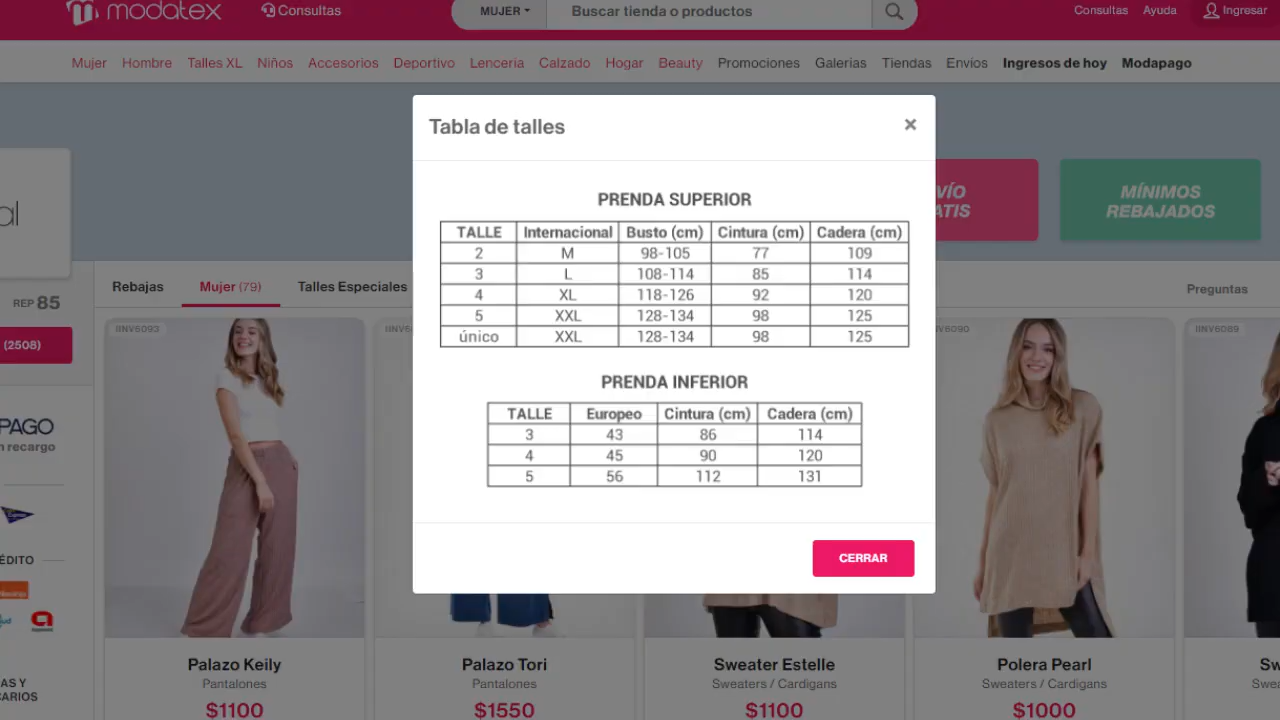 modatex
Consultas
MUJER
Buscar tienda o productos
Consultas Ayuda Ingresar
Mujer Hombre Talles XL Niños Accesorios Deportivo Lenceria Calzado Hogar Beauty Promociones Galerias Tiendas Envíos Ingresos de hoy Modapago
Tabla de talles
×
PRENDA SUPERIOR
TALLE Internacional Busto (cm) Cintura (cm) Cadera (cm)
2 M 98-105 77 109
3 L 108-114 85 114
4 XL 118-126 92 120
5 XXL 128-134 98 125
único XXL 128-134 98 125
PRENDA INFERIOR
TALLE Europeo Cintura (cm) Cadera (cm)
3 43 86 114
4 45 90 120
5 56 112 131
CERRAR
MÍNIMOS
REBAJADOS
REP 85
(2508)
Rebajas Mujer (79) Talles Especiales Preguntas
IINV6093
IINV6089
PAGO
n recargo
ÉDITO
Palazo Keily
Pantalones
$1100
Palazo Tori
Pantalones
$1550
Sweater Estelle
Sweaters / Cardigans
$1100
Polera Pearl
Sweaters / Cardigans
$1000